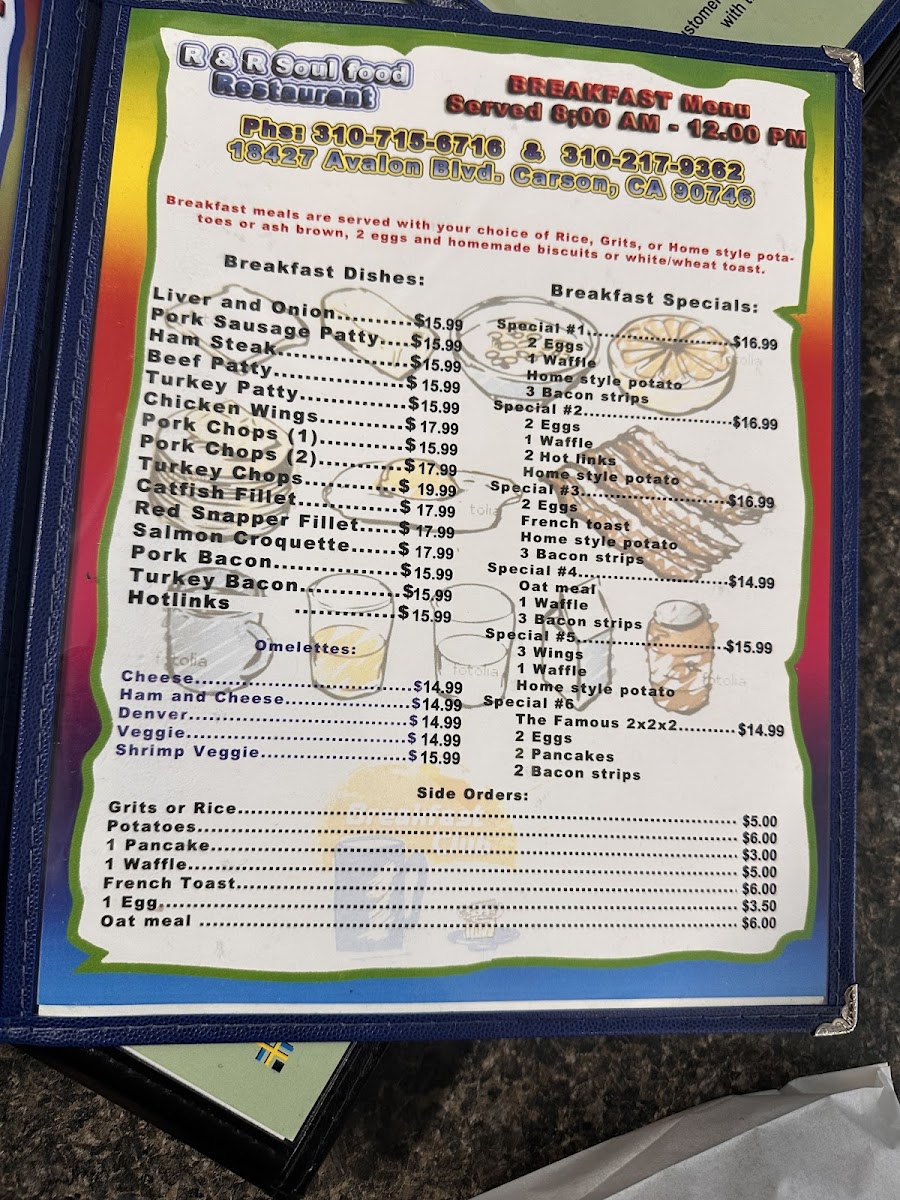 R & R Soul food
Restaurant
BREAKFAST Menu
Served 8;00 AM - 12.00 PM
Phs: 310-715-6716 & 310-217-9362
18427 Avalon Blvd. Carson, CA 90746
Breakfast meals are served with your choice of Rice, Grits, or Home style pota-
toes or ash brown, 2 eggs and homemade biscuits or white/wheat toast.
Breakfast Dishes:
Liver and Onion.........$15.99
Pork Sausage Patty....$15.99
Ham Steak................$15.99
Beef Patty................$15.99
Turkey Patty.............$15.99
Chicken Wings..........$17.99
Pork Chops (1)..........$15.99
Pork Chops (2)..........$17.99
Turkey Chops...........$19.99
Catfish Fillet............$17.99
Red Snapper Fillet.....$17.99
Salmon Croquette......$17.99
Pork Bacon..............$15.99
Turkey Bacon...........$15.99
Hotlinks ...........$15.99
Omelettes:
Cheese..............................$14.99
Ham and Cheese.................$14.99
Denver..............................$14.99
Veggie..............................$14.99
Shrimp Veggie....................$15.99
Breakfast Specials:
Special #1....................$16.99
2 Eggs
1 Waffle
Home style potato
3 Bacon strips
Special #2....................$16.99
2 Eggs
1 Waffle
2 Hot links
Home style potato
Special #3....................$16.99
2 Eggs
French toast
Home style potato
3 Bacon strips
Special #4....................$14.99
Oat meal
1 Waffle
3 Bacon strips
Special #5....................$15.99
3 Wings
1 Waffle
Home style potato
Special #6
The Famous 2x2x2..........$14.99
2 Eggs
2 Pancakes
2 Bacon strips
Side Orders:
Grits or Rice........................................$5.00
Potatoes........................................$6.00
1 Pancake........................................$3.00
1 Waffle........................................$5.00
French Toast........................................$6.00
1 Egg........................................$3.50
Oat meal ........................................$6.00